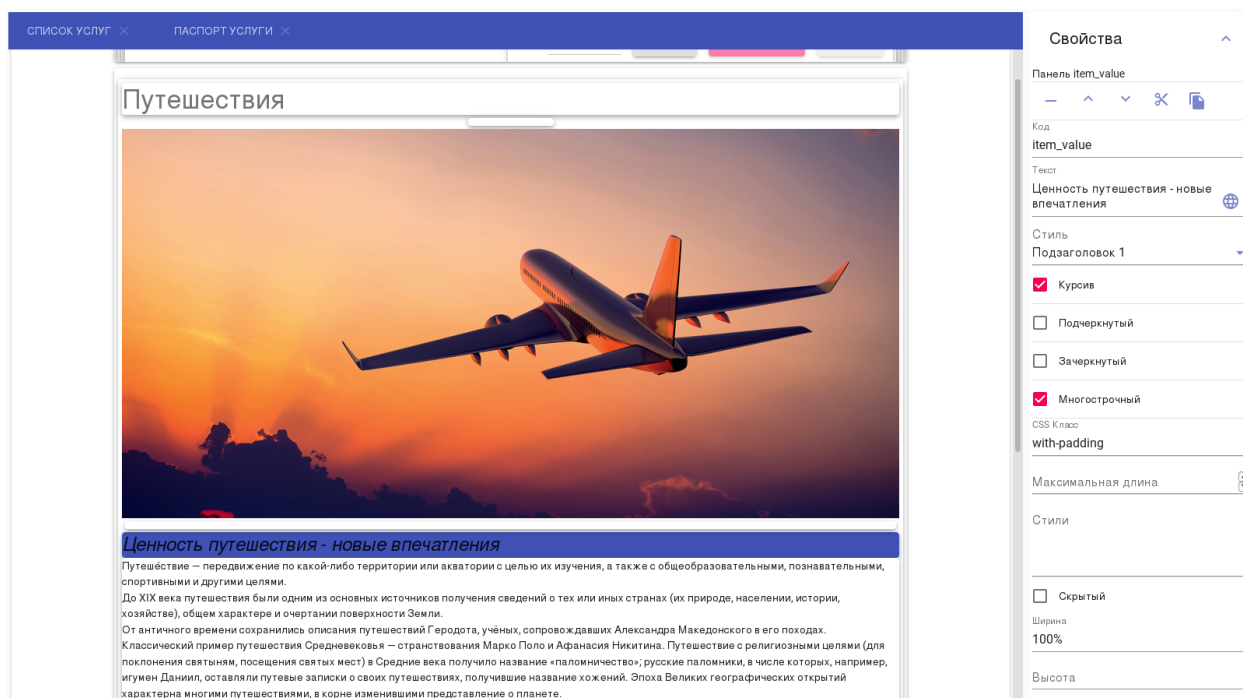 СПИСОК УСЛУГ
ПАСПОРТ УСЛУГИ
Путешествия
Ценность путешествия - новые впечатления
Путеше́ствие — передвижение по какой-либо территории или акватории с целью их изучения, а также с общеобразовательными, познавательными,
спортивными и другими целями.
До XIX века путешествия были одним из основных источников получения сведений о тех или иных странах (их природе, населении, истории,
хозяйстве), общем характере и очертании поверхности Земли.
От античного времени сохранились описания путешествий Геродота, учёных, сопровождавших Александра Македонского в его походах.
Классический пример путешествия Средневековья — странствования Марко Поло и Афанасия Никитина. Путешествие с религиозными целями (для
поклонения святыням, посещения святых мест) в Средние века получило название «паломничество»; русские паломники, в числе которых, например,
игумен Даниил, оставляли путевые записки о своих путешествиях, получившие название хожений. Эпоха Великих географических открытий
характерна многими путешествиями, в корне изменившими представление о планете.
Свойства
Панель item_value
Код
item_value
Текст
Ценность путешествия - новые
впечатления
Стиль
Подзаголовок 1
Курсив
Подчеркнутый
Зачеркнутый
Многострочный
CSS Класс
with-padding
Максимальная длина
Стили
Скрытый
Ширина
100%
Высота